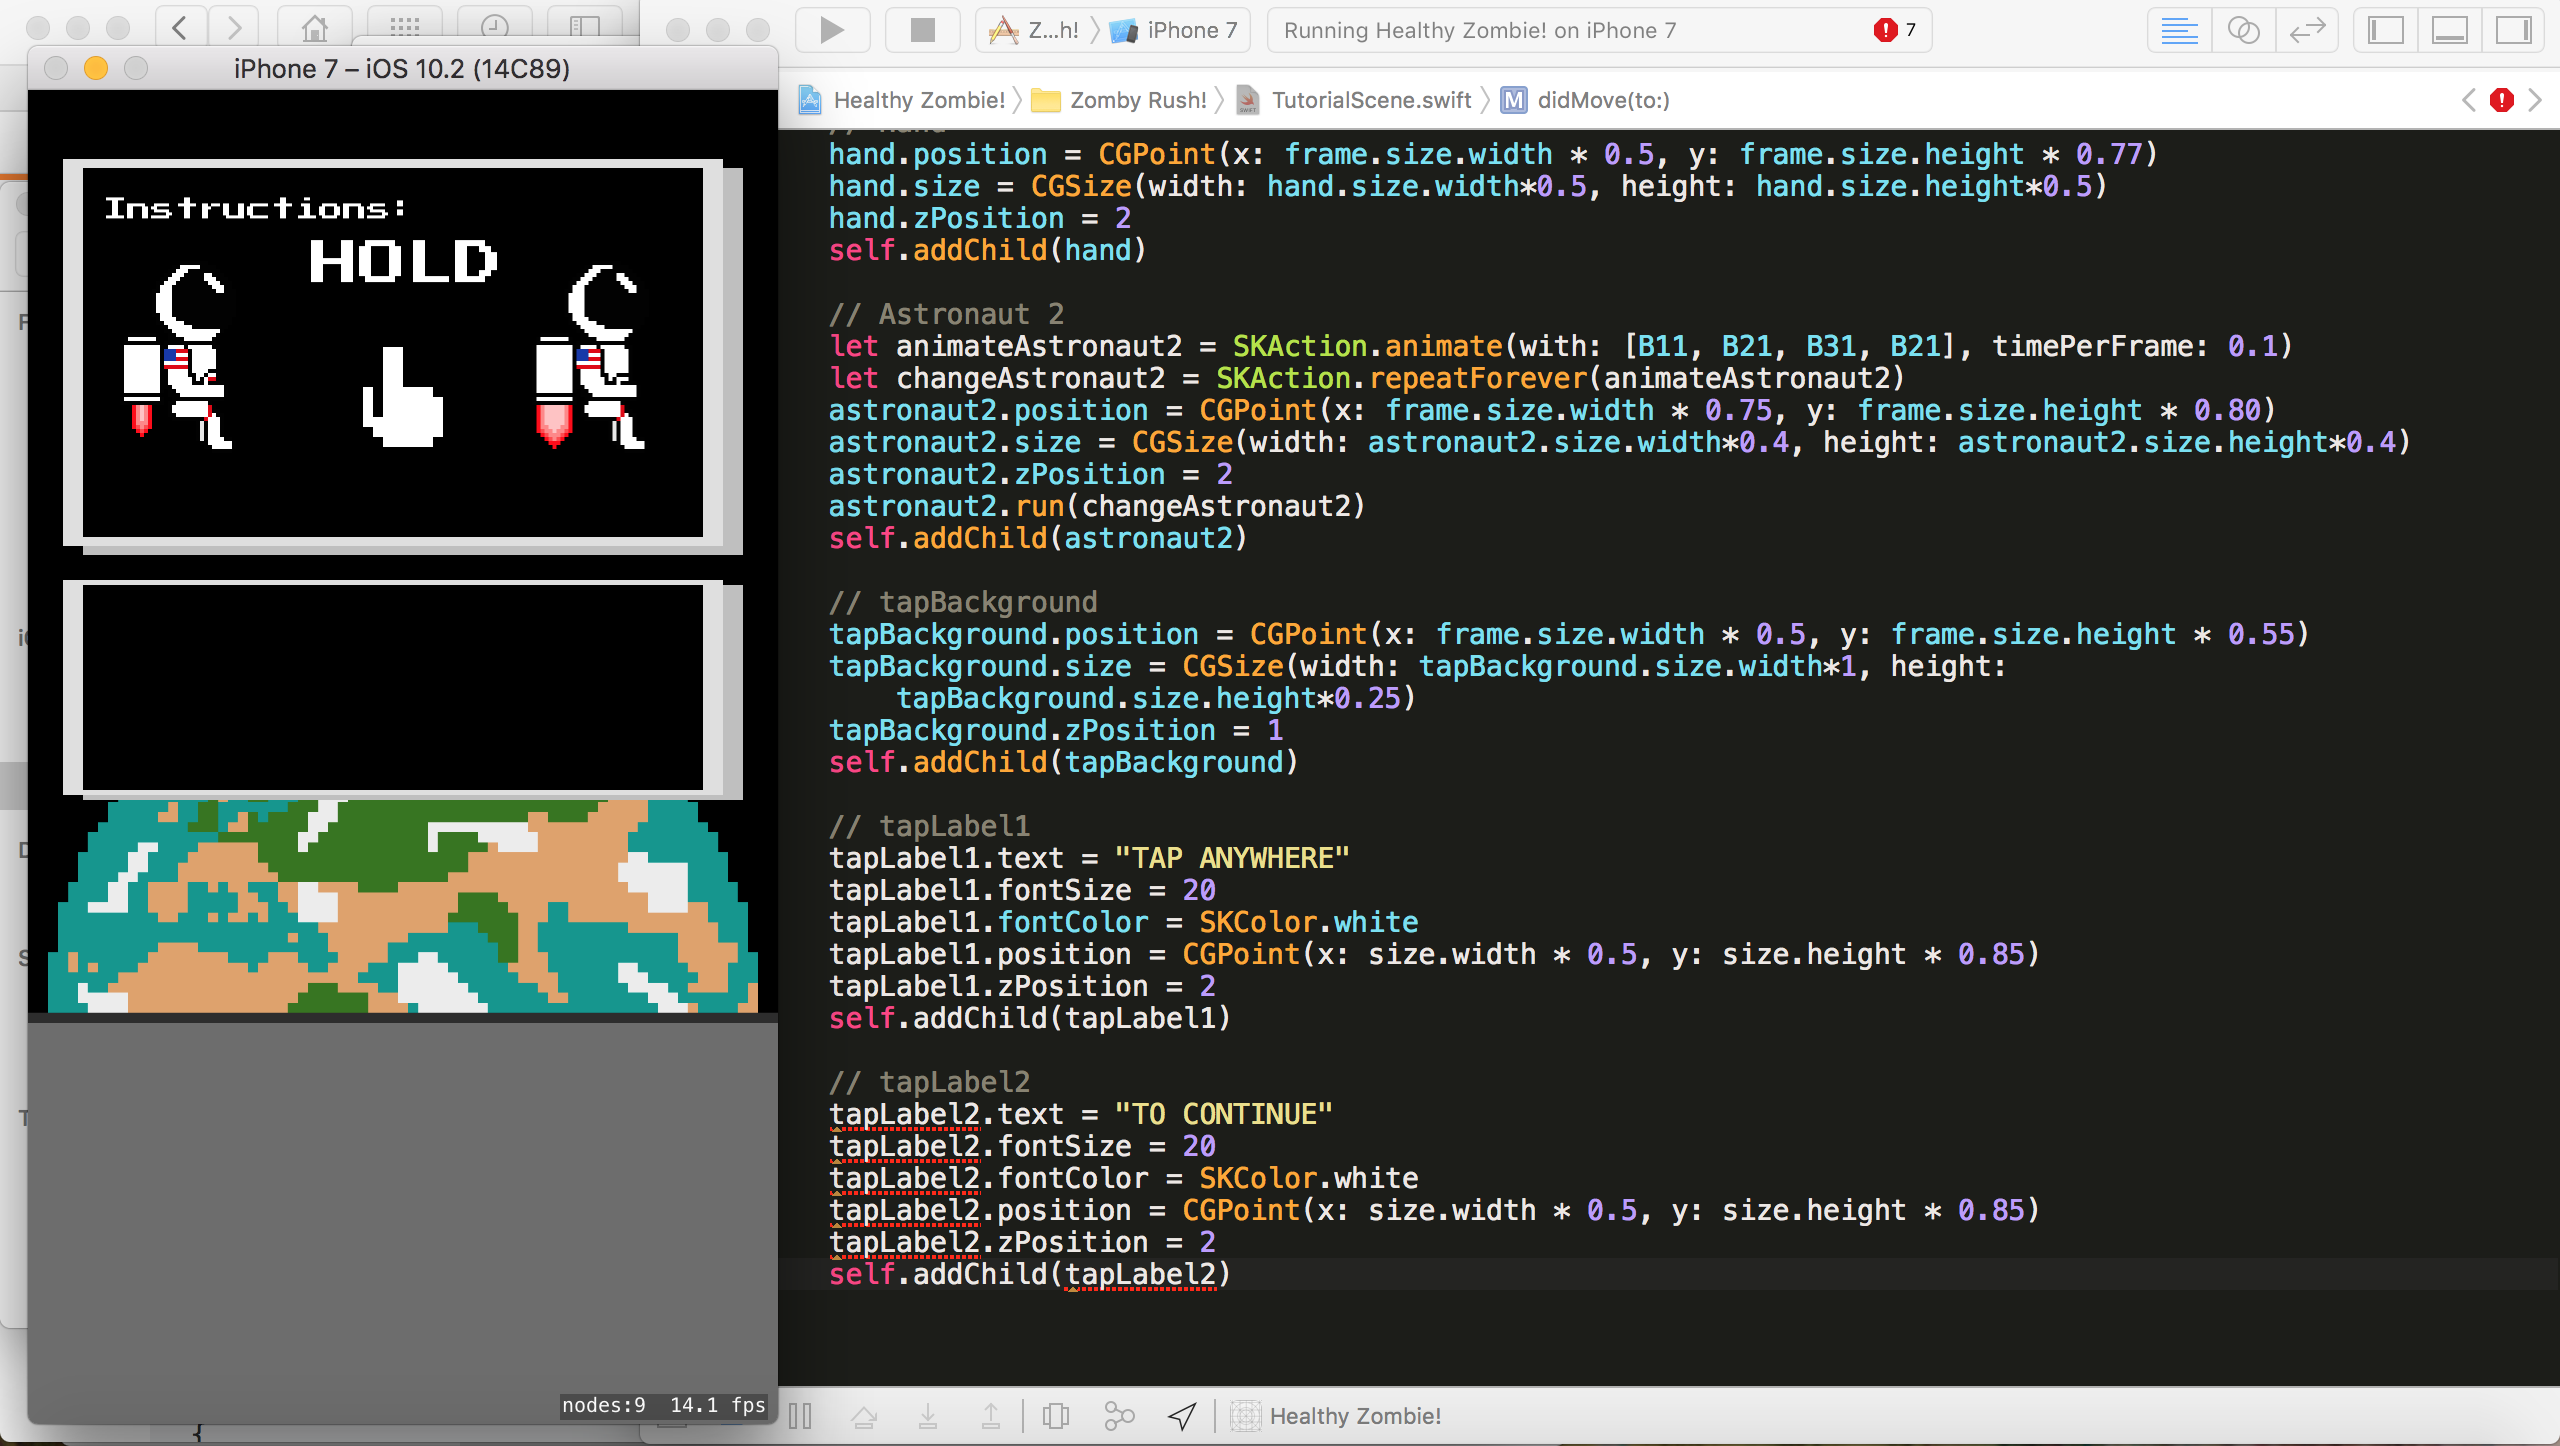 iPhone 7 – iOS 10.2 (14C89)
Instructions:
HOLD
nodes:9 14.1 fps
Z...h!
iPhone 7
Running Healthy Zombie! on iPhone 7
7
Healthy Zombie!
Zomby Rush!
TutorialScene.swift
M
didMove(to:)
hand.position = CGPoint(x: frame.size.width * 0.5, y: frame.size.height * 0.77)
hand.size = CGSize(width: hand.size.width*0.5, height: hand.size.height*0.5)
hand.zPosition = 2
self.addChild(hand)
// Astronaut 2
let animateAstronaut2 = SKAction.animate(with: [B11, B21, B31, B21], timePerFrame: 0.1)
let changeAstronaut2 = SKAction.repeatForever(animateAstronaut2)
astronaut2.position = CGPoint(x: frame.size.width * 0.75, y: frame.size.height * 0.80)
astronaut2.size = CGSize(width: astronaut2.size.width*0.4, height: astronaut2.size.height*0.4)
astronaut2.zPosition = 2
astronaut2.run(changeAstronaut2)
self.addChild(astronaut2)
// tapBackground
tapBackground.position = CGPoint(x: frame.size.width * 0.5, y: frame.size.height * 0.55)
tapBackground.size = CGSize(width: tapBackground.size.width*1, height:
tapBackground.size.height*0.25)
tapBackground.zPosition = 1
self.addChild(tapBackground)
// tapLabel1
tapLabel1.text = "TAP ANYWHERE"
tapLabel1.fontSize = 20
tapLabel1.fontColor = SKColor.white
tapLabel1.position = CGPoint(x: size.width * 0.5, y: size.height * 0.85)
tapLabel1.zPosition = 2
self.addChild(tapLabel1)
// tapLabel2
tapLabel2.text = "TO CONTINUE"
tapLabel2.fontSize = 20
tapLabel2.fontColor = SKColor.white
tapLabel2.position = CGPoint(x: size.width * 0.5, y: size.height * 0.85)
tapLabel2.zPosition = 2
self.addChild(tapLabel2)
Healthy Zombie!
{